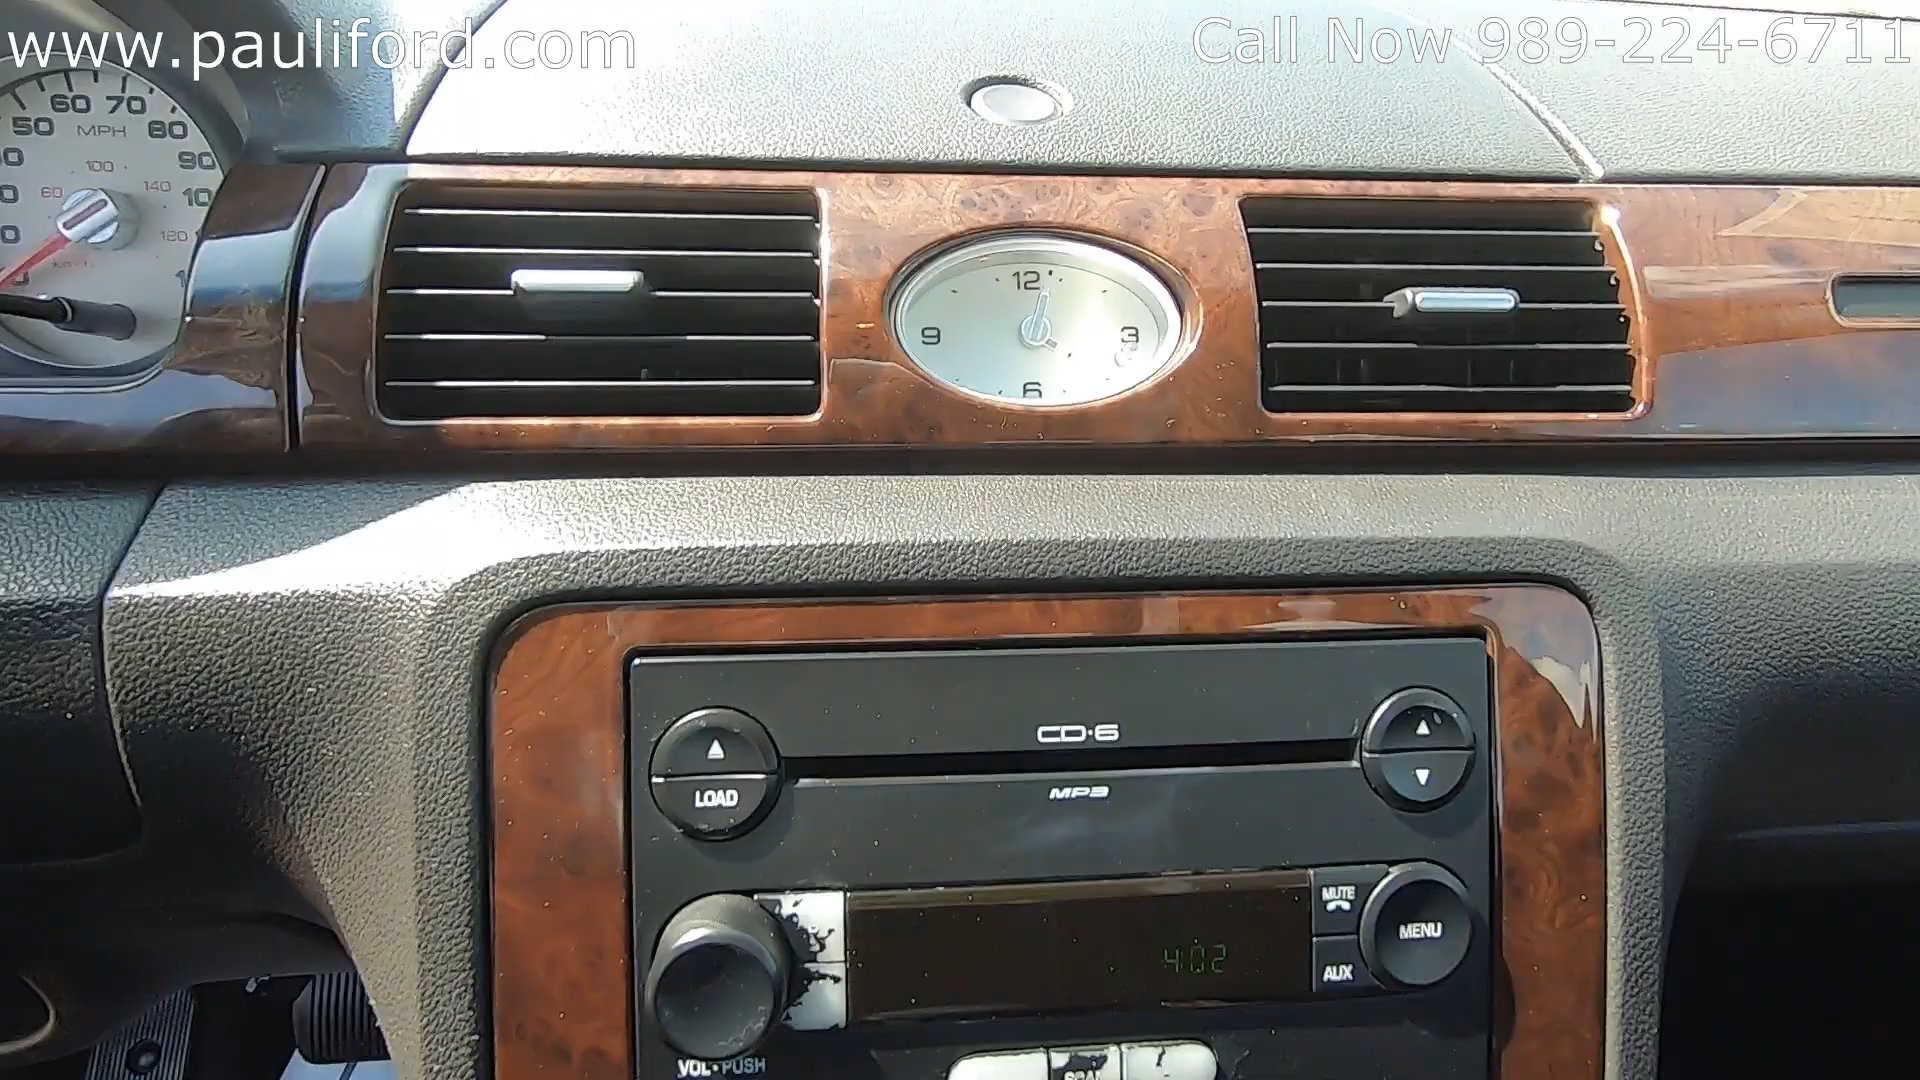 www.pauliford.com
Call Now 989-224-6711
60 70
50 MPH 80
90
100
60 140
180
12
9 3
6
CD·6
LOAD
MP3
MUTE
MENU
4:02
AUX
VOL·PUSH